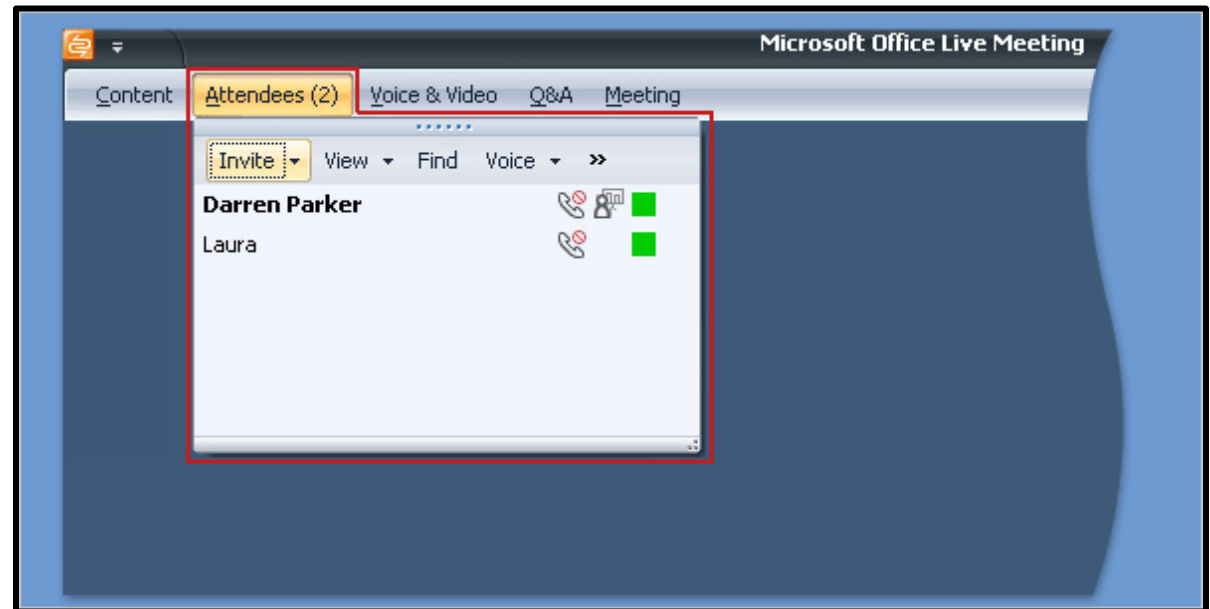 Microsoft Office Live Meeting
Content Attendees (2) Voice & Video Q&A Meeting
Invite View Find Voice »
Darren Parker
Laura